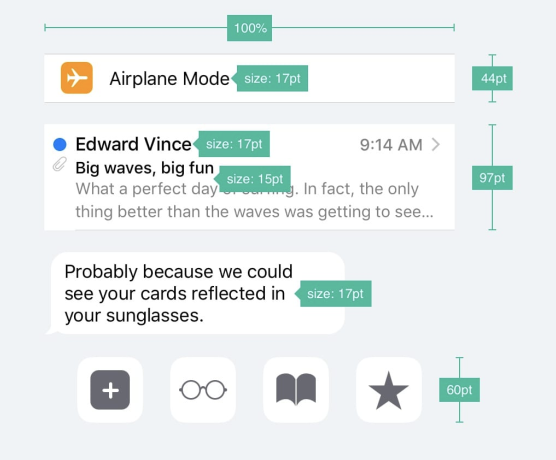 100%
Airplane Mode
size: 17pt
44pt
Edward Vince
size: 17pt
9:14 AM
Big waves, big fun
size: 15pt
97pt
What a perfect day of surfing. In fact, the only
thing better than the waves was getting to see...
Probably because we could
see your cards reflected in
size: 17pt
your sunglasses.
60pt